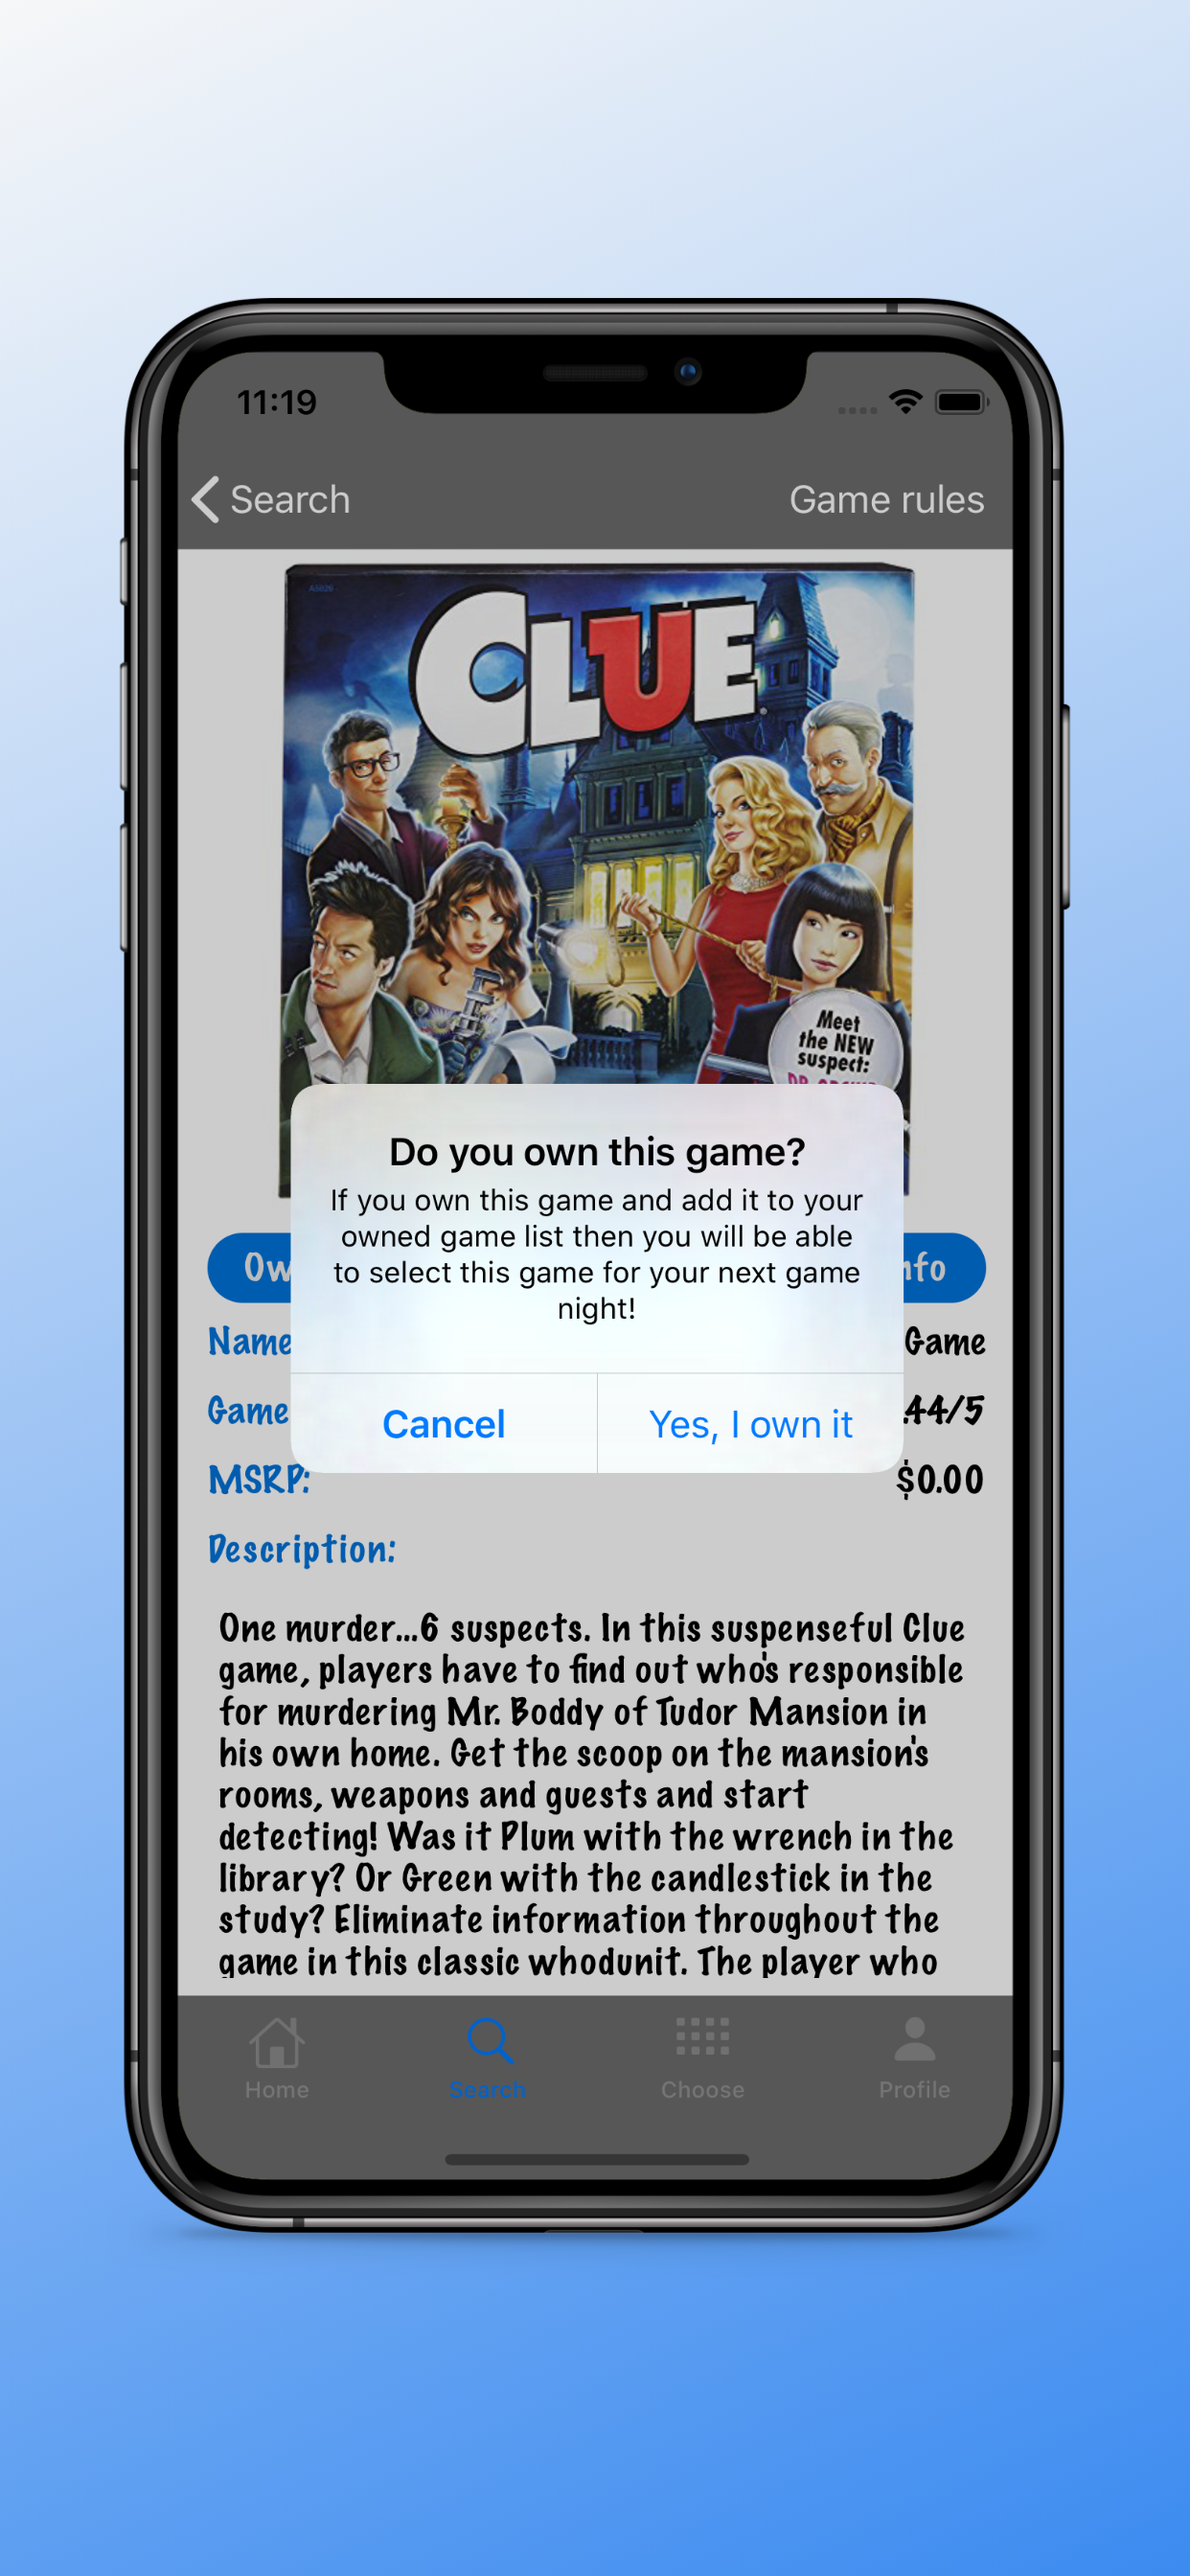 11:19
Search
Game rules
A5826
CLUE
Meet
the NEW
suspect:
Do you own this game?
If you own this game and add it to your
owned game list then you will be able
to select this game for your next game
night!
Cancel
Yes, I own it
Name
Game
Game
.44/5
MSRP:
$0.00
Description:
One murder...6 suspects. In this suspenseful Clue
game, players have to find out who's responsible
for murdering Mr. Boddy of Tudor Mansion in
his own home. Get the scoop on the mansion's
rooms, weapons and guests and start
detecting! Was it Plum with the wrench in the
library? Or Green with the candlestick in the
study? Eliminate information throughout the
game in this classic whodunit. The player who
Home
Search
Choose
Profile